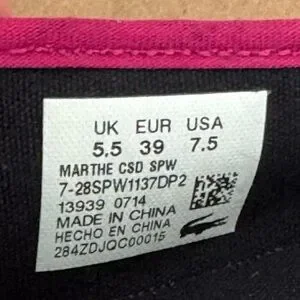 UK EUR USA
5.5 39 7.5
MARTHE CSD SPW
7-28SPW1137DP2
13939 0714
MADE IN CHINA
HECHO EN CHINA
284ZDJQC00015